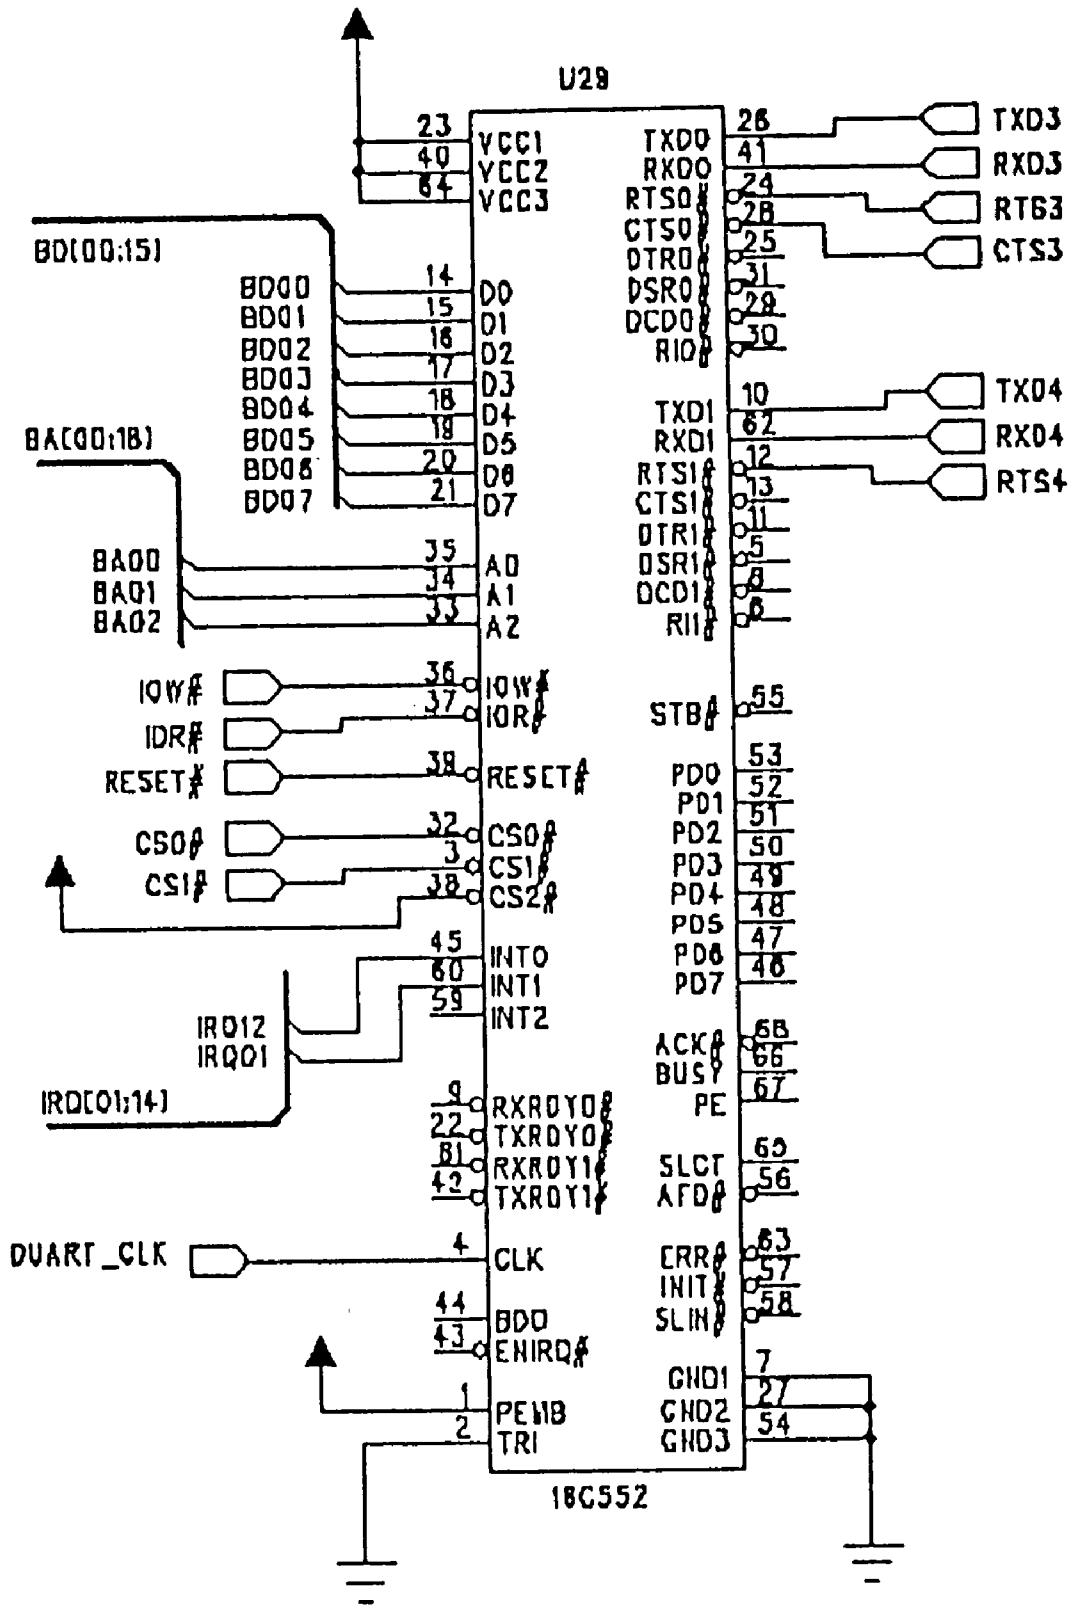 U29
23 VCC1
40 VCC2
64 VCC3
BD[00:15]
BD00 14 D0
BD01 15 D1
BD02 16 D2
BD03 17 D3
BD04 18 D4
BD05 19 D5
BD06 20 D6
BD07 21 D7
BA[00:18]
BA00 35 A0
BA01 34 A1
BA02 33 A2
IOW# 36 IOW#
IOR# 37 IOR#
RESET# 39 RESET#
CS0# 32 CS0#
CS1# 3 CS1#
38 CS2#
45 INT0
60 INT1
59 INT2
IRQ12
IRQ01
IRQ[01:14]
9 RXRDY0#
22 TXRDY0#
61 RXRDY1#
42 TXRDY1#
DUART_CLK 4 CLK
44 BDO
43 ENIRQ#
1 PEMB
2 TRI
TXD0 26 TXD3
RXD0 41 RXD3
RTS0# 24 RTS3
CTS0# 28 CTS3
DTR0# 25
DSR0# 31
DCD0# 29
RI0# 30
TXD1 10 TXD4
RXD1 62 RXD4
RTS1# 12 RTS4
CTS1# 13
DTR1# 11
DSR1# 5
DCD1# 8
RI1# 6
STB# 55
PD0 53
PD1 52
PD2 51
PD3 50
PD4 49
PD5 48
PD6 47
PD7 46
ACK# 68
BUSY 66
PE 67
SLCT 65
AFD# 56
ERR# 63
INIT# 57
SLIN# 58
GND1 7
GND2 27
GND3 54
16C552